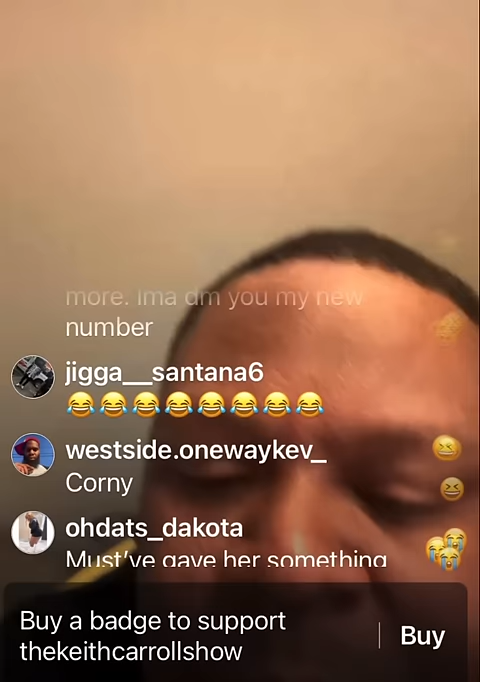 more. Ima dm you my new
number
jigga__santana6
😂😂😂😂😂😂😂😂
westside.onewaykev_
Corny
ohdats_dakota
Must've gave her something
Buy a badge to support
thekeithcarrollshow
Buy